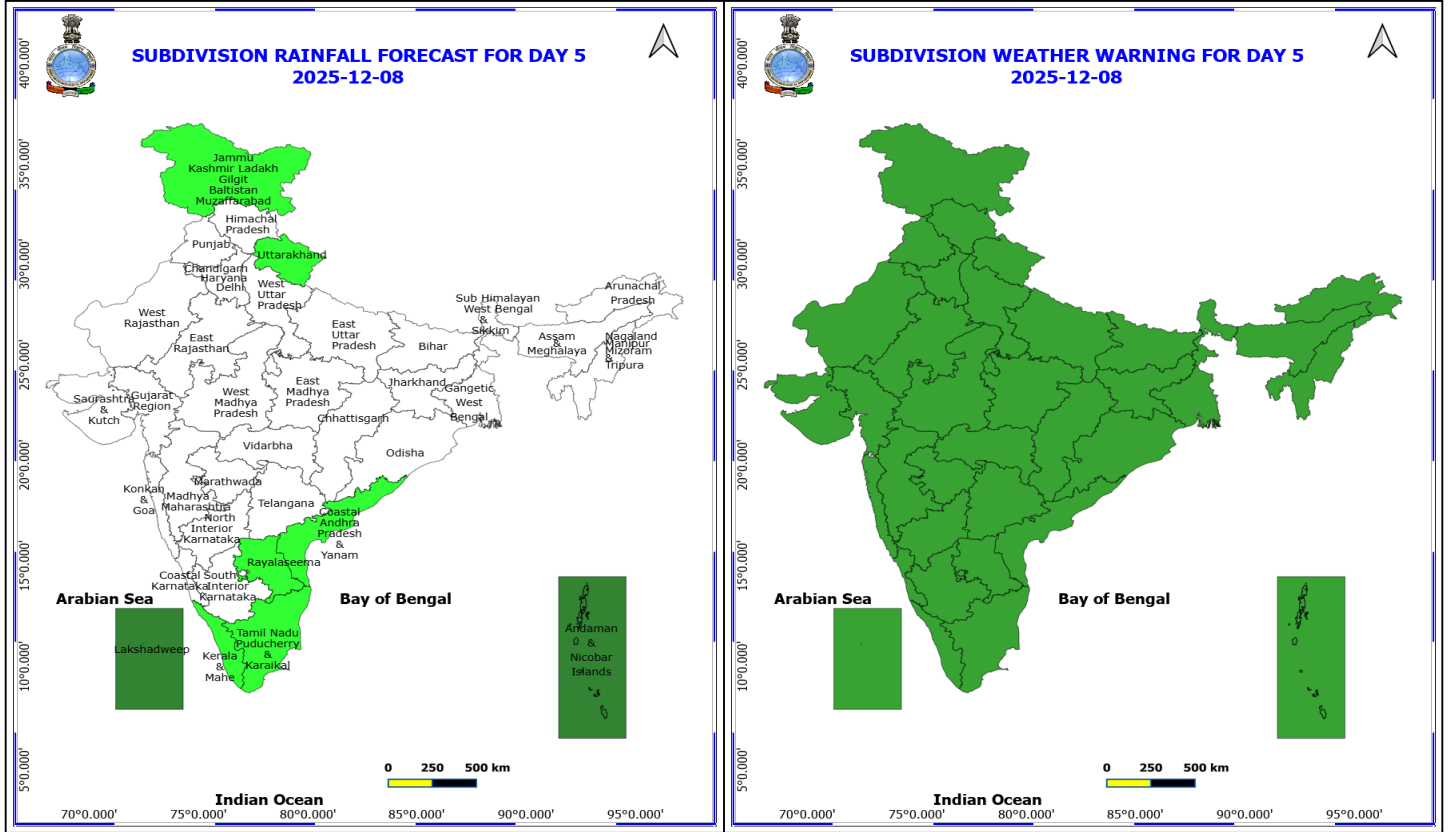 SUBDIVISION RAINFALL FORECAST FOR DAY 5
2025-12-08
40°0.000'
35°0.000'
30°0.000'
25°0.000'
20°0.000'
15°0.000'
10°0.000'
5°0.000'
Jammu
Kashmir Ladakh
Gilgit
Baltistan
Muzaffarabad
Himachal
Pradesh
Punjab
Uttarakhand
Chandigarh
Haryana
Delhi
West
Uttar
Pradesh
Arunachal
Pradesh
Sub Himalayan
West Bengal
&
Sikkim
West
Rajasthan
East
Rajasthan
East
Uttar
Pradesh
Bihar
Assam
&
Meghalaya
Nagaland
Manipur
Mizoram
&
Tripura
Saurashtra
&
Kutch
Gujarat
Region
West
Madhya
Pradesh
East
Madhya
Pradesh
Jharkhand
Gangetic
West
Bengal
Chhattisgarh
Vidarbha
Odisha
Konkan
&
Goa
Marathwada
Madhya
Maharashtra
Telangana
North
Interior
Karnataka
Coastal
Andhra
Pradesh
&
Yanam
Rayalaseema
Coastal
Karnataka
South
Interior
Karnataka
Arabian Sea
Bay of Bengal
Lakshadweep
Kerala
&
Mahe
Tamil Nadu
Puducherry
&
Karaikal
Andaman
&
Nicobar
Islands
0 250 500 km
Indian Ocean
70°0.000' 75°0.000' 80°0.000' 85°0.000' 90°0.000' 95°0.000'
SUBDIVISION WEATHER WARNING FOR DAY 5
2025-12-08
40°0.000'
35°0.000'
30°0.000'
25°0.000'
20°0.000'
15°0.000'
10°0.000'
5°0.000'
Arabian Sea
Bay of Bengal
0 250 500 km
Indian Ocean
70°0.000' 75°0.000' 80°0.000' 85°0.000' 90°0.000' 95°0.000'